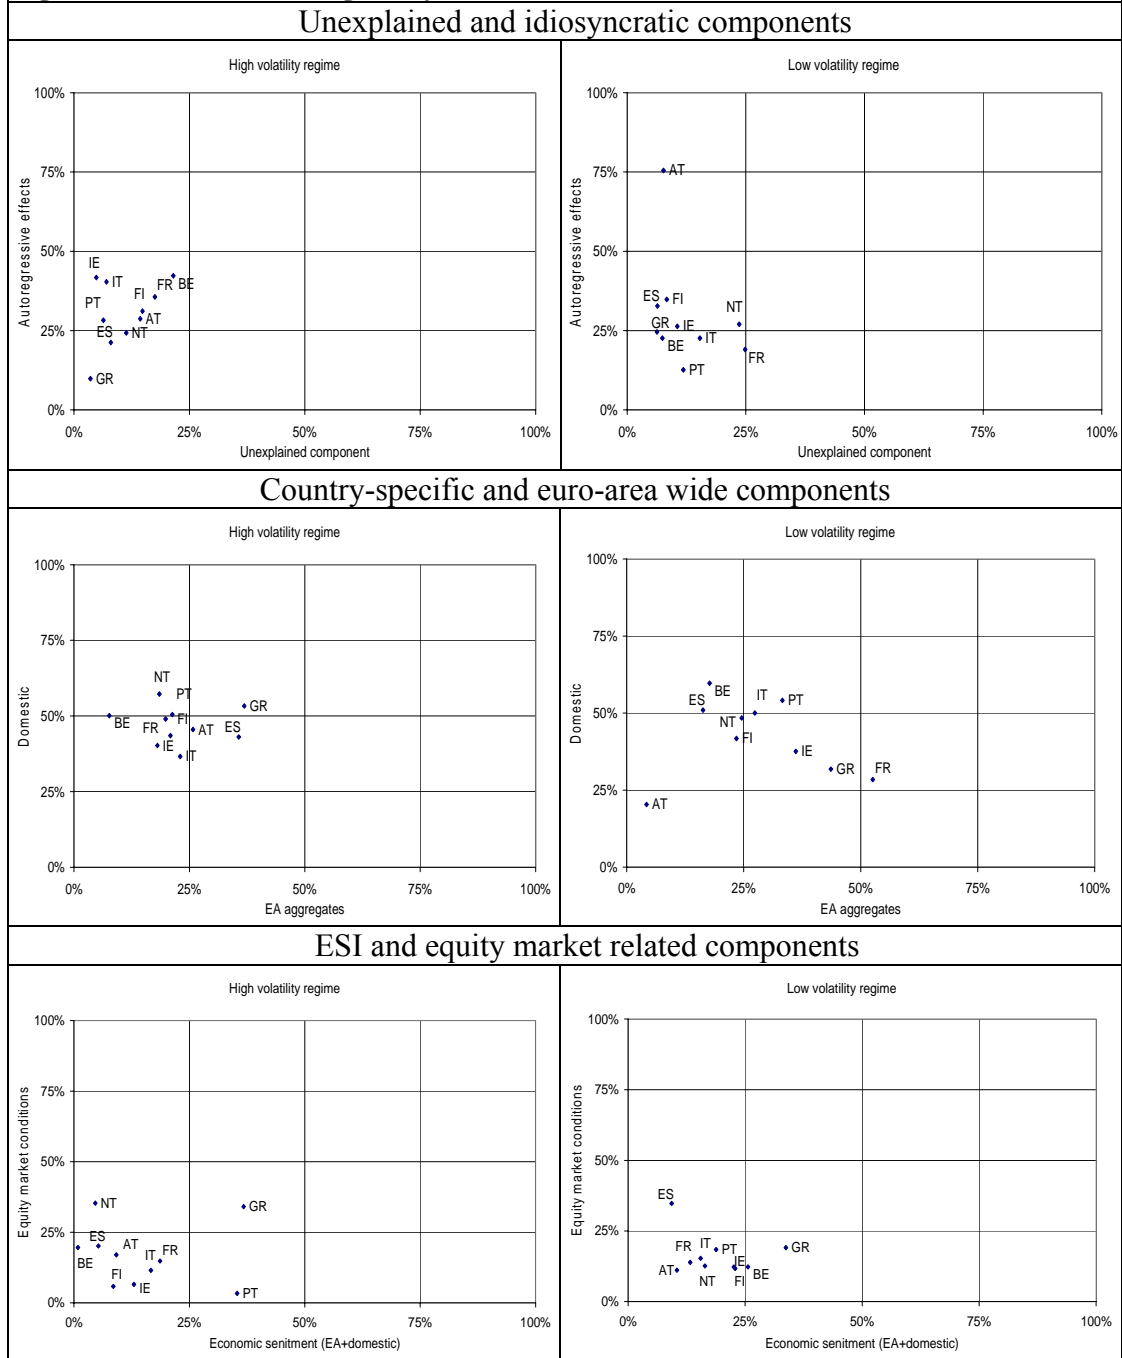 Unexplained and idiosyncratic components
High volatility regime
100%
75%
50%
25%
0%
Autoregressive effects
IE
IT
FR
BE
FI
PT
AT
ES
NT
GR
0%
25%
50%
75%
100%
Unexplained component
Low volatility regime
100%
75%
50%
25%
0%
Autoregressive effects
AT
ES
FI
NT
GR
IE
BE
IT
FR
PT
0%
25%
50%
75%
100%
Unexplained component
Country-specific and euro-area wide components
High volatility regime
100%
75%
50%
25%
0%
Domestic
NT
PT
GR
BE
FI
FR
AT
ES
IE
IT
0%
25%
50%
75%
100%
EA aggregates
Low volatility regime
100%
75%
50%
25%
0%
Domestic
BE
ES
IT
PT
NT
FI
IE
GR
FR
AT
0%
25%
50%
75%
100%
EA aggregates
ESI and equity market related components
High volatility regime
100%
75%
50%
25%
0%
Equity market conditions
NT
GR
ES
BE
AT
IT
FR
FI
IE
PT
0%
25%
50%
75%
100%
Economic senitment (EA+domestic)
Low volatility regime
100%
75%
50%
25%
0%
Equity market conditions
ES
FR
IT
PT
GR
IE
AT
NT
FI
BE
0%
25%
50%
75%
100%
Economic senitment (EA+domestic)